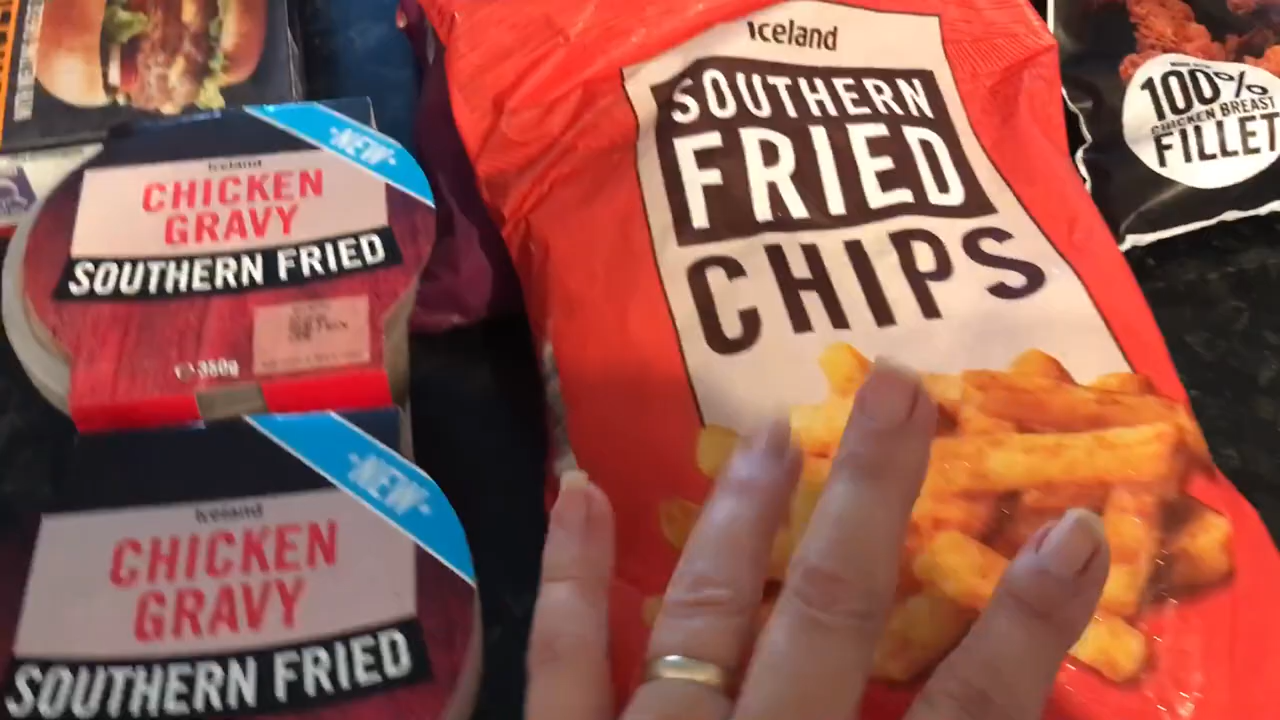 Iceland
SOUTHERN
FRIED
CHIPS
100%
CHICKEN BREAST
FILLET
NEW
Iceland
CHICKEN
GRAVY
SOUTHERN FRIED
350g
NEW
Iceland
CHICKEN
GRAVY
SOUTHERN FRIED